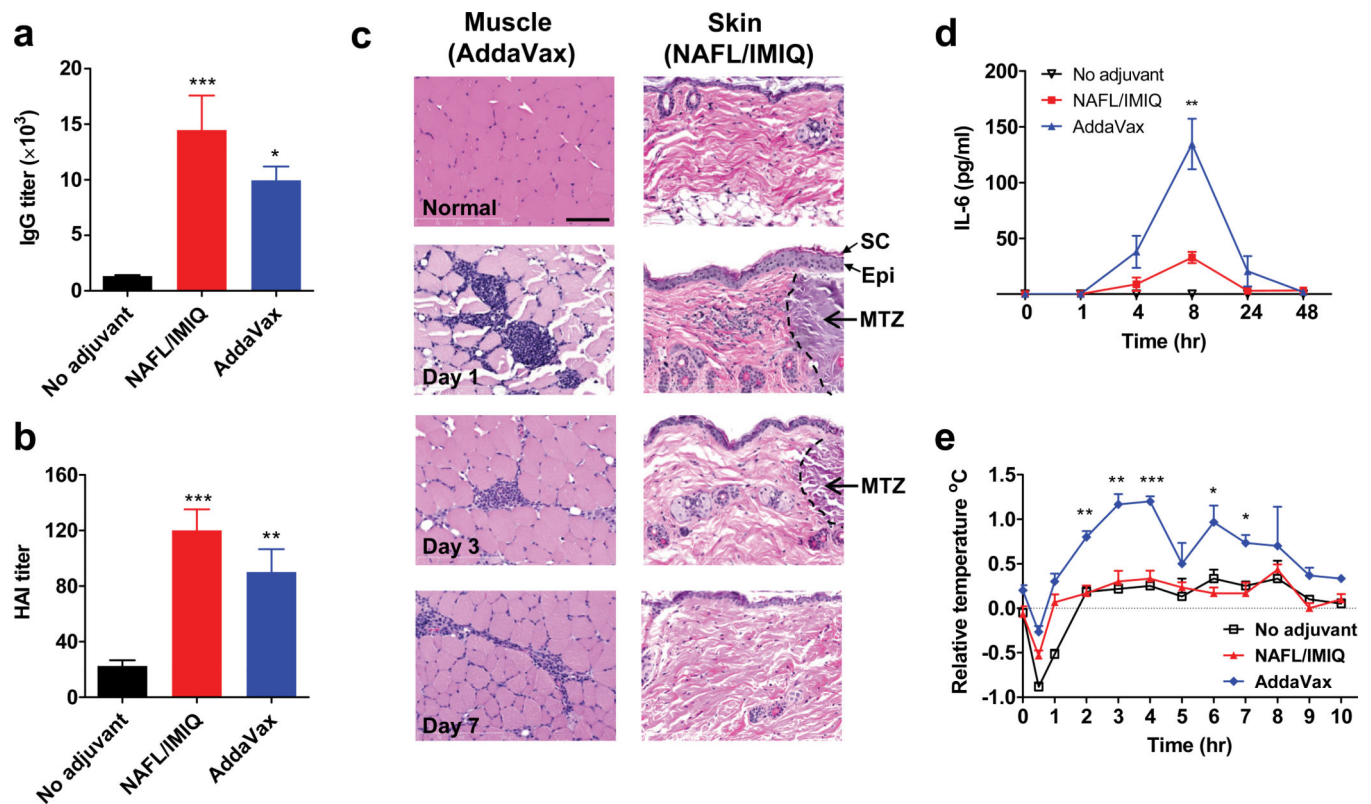 a
IgG titer (×10³)
20
15
10
5
0
***
*
No adjuvant
NAFL/IMIQ
AddaVax
b
HAI titer
160
120
80
40
0
***
**
No adjuvant
NAFL/IMIQ
AddaVax
c
Muscle
(AddaVax)
Skin
(NAFL/IMIQ)
Normal
Day 1
SC
Epi
MTZ
Day 3
MTZ
Day 7
d
IL-6 (pg/ml)
200
150
100
50
No adjuvant
NAFL/IMIQ
AddaVax
**
0 1 4 8 24 48
Time (hr)
e
Relative temperature °C
1.5
1.0
0.5
0.0
-0.5
-1.0
** ** *** * *
No adjuvant
NAFL/IMIQ
AddaVax
0 1 2 3 4 5 6 7 8 9 10
Time (hr)